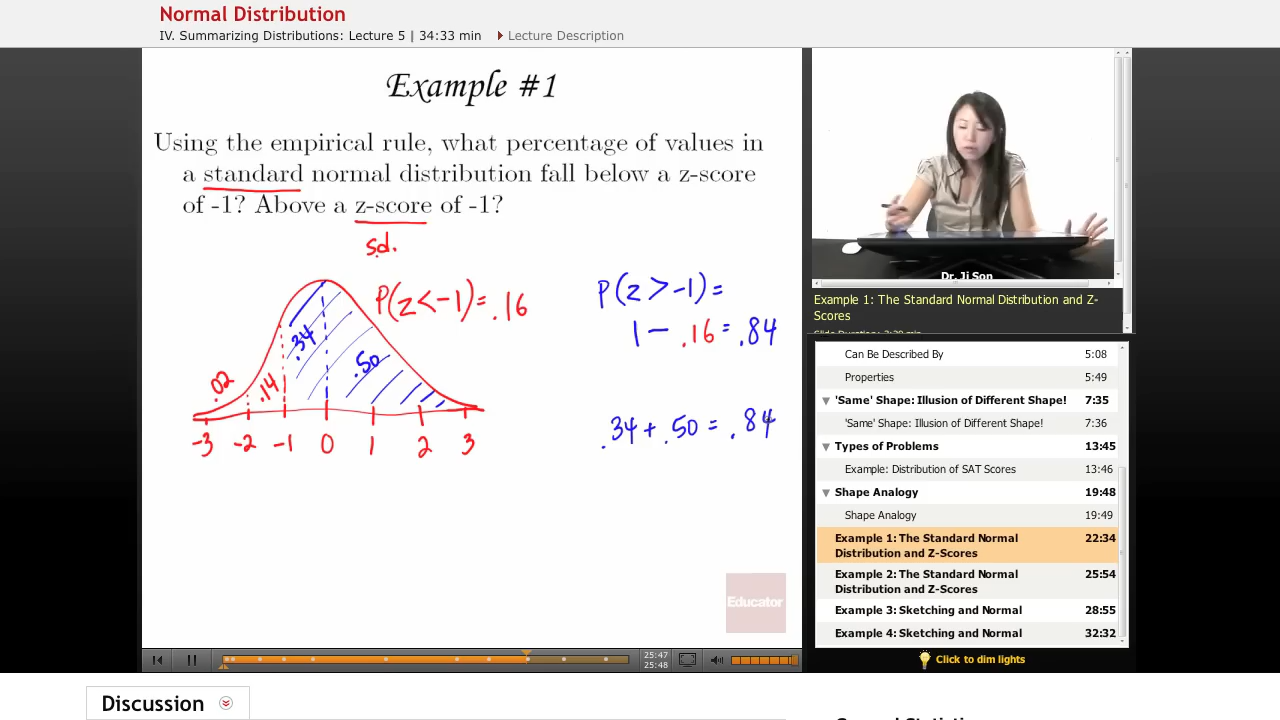 Normal Distribution
IV. Summarizing Distributions: Lecture 5 | 34:33 min
Lecture Description
Example #1
Using the empirical rule, what percentage of values in
a standard normal distribution fall below a z-score
of -1? Above a z-score of -1?
s.d.
P(z < -1) = .16
.34
.50
.02
.14
-3 -2 -1 0 1 2 3
P(z > -1) =
1 - .16 = .84
.34 + .50 = .84
Educator
25:47
25:48
Dr. Ji Son
Example 1: The Standard Normal Distribution and Z-
Scores
Can Be Described By 5:08
Properties 5:49
'Same' Shape: Illusion of Different Shape! 7:35
'Same' Shape: Illusion of Different Shape! 7:36
Types of Problems 13:45
Example: Distribution of SAT Scores 13:46
Shape Analogy 19:48
Shape Analogy 19:49
Example 1: The Standard Normal 22:34
Distribution and Z-Scores
Example 2: The Standard Normal 25:54
Distribution and Z-Scores
Example 3: Sketching and Normal 28:55
Example 4: Sketching and Normal 32:32
Click to dim lights
Discussion